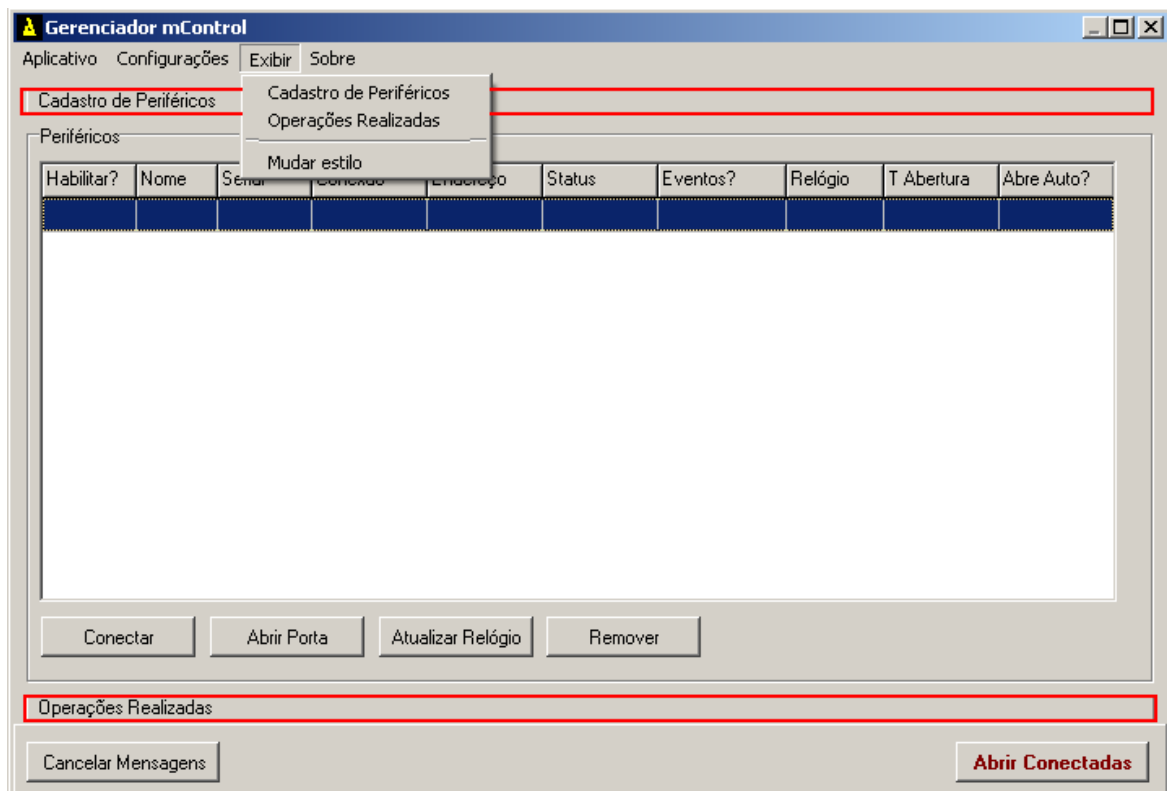 Gerenciador mControl
Aplicativo Configurações Exibir Sobre
Cadastro de Periféricos
Operações Realizadas
Mudar estilo
Cadastro de Periféricos
Periféricos
Habilitar? Nome Status Eventos? Relógio T Abertura Abre Auto?
Conectar Abrir Porta Atualizar Relógio Remover
Operações Realizadas
Cancelar Mensagens Abrir Conectadas